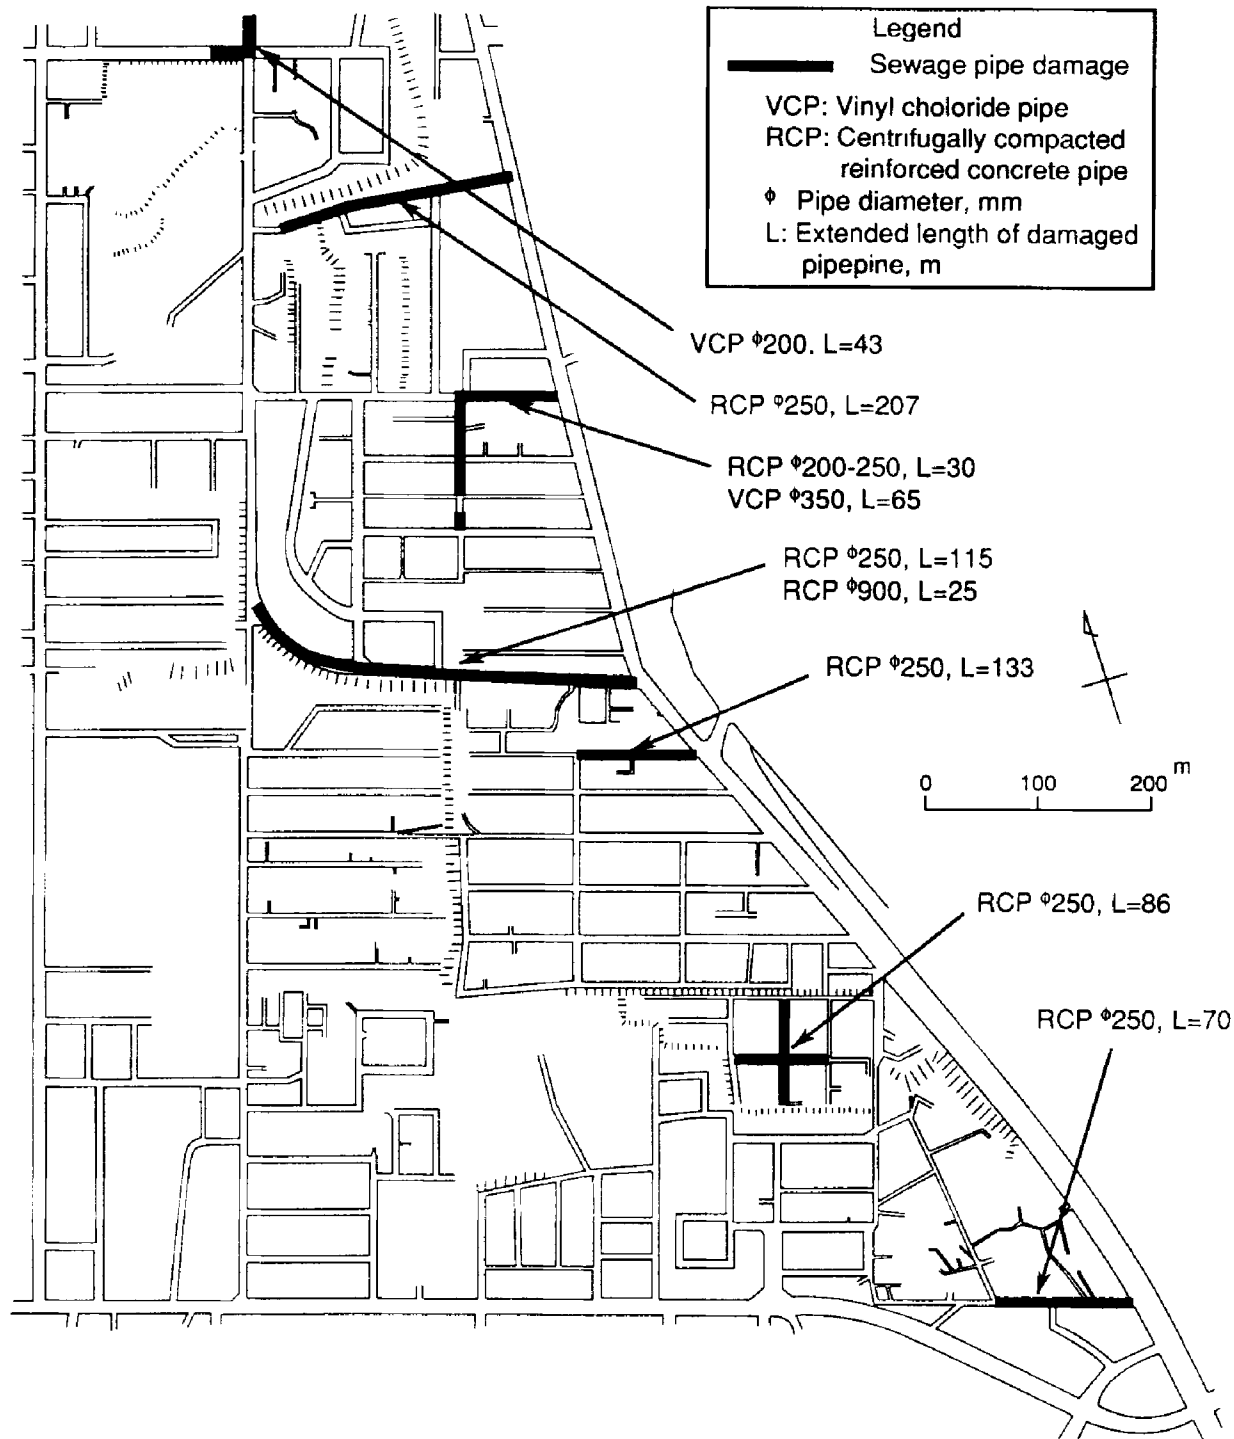 Legend
Sewage pipe damage
VCP: Vinyl choloride pipe
RCP: Centrifugally compacted
reinforced concrete pipe
ϕ Pipe diameter, mm
L: Extended length of damaged
pipepine, m
VCP ϕ200. L=43
RCP ϕ250, L=207
RCP ϕ200-250, L=30
VCP ϕ350, L=65
RCP ϕ250, L=115
RCP ϕ900, L=25
RCP ϕ250, L=133
0 100 200 m
RCP ϕ250, L=86
RCP ϕ250, L=70